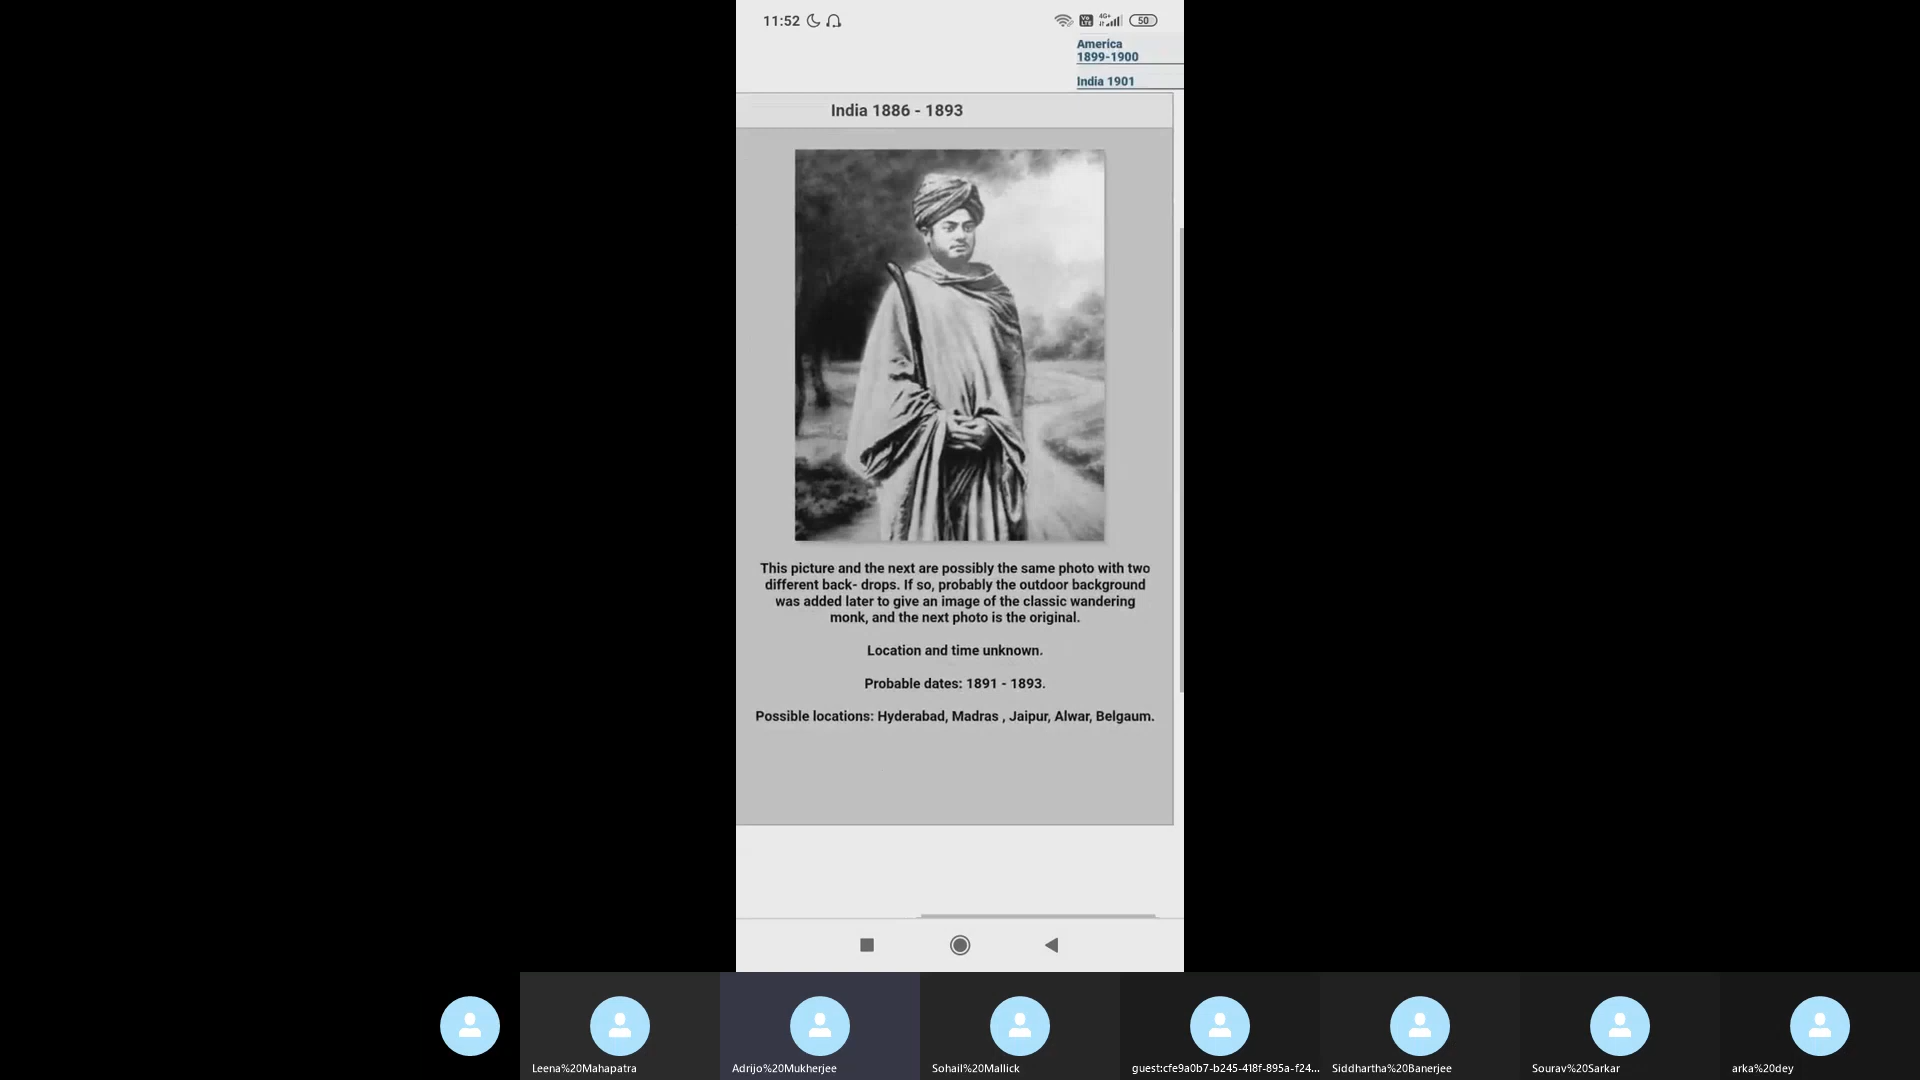 11:52
VoLTE
4G+
50
America
1899-1900
India 1901
India 1886 - 1893
This picture and the next are possibly the same photo with two
different back- drops. If so, probably the outdoor background
was added later to give an image of the classic wandering
monk, and the next photo is the original.
Location and time unknown.
Probable dates: 1891 - 1893.
Possible locations: Hyderabad, Madras , Jaipur, Alwar, Belgaum.
Leena%20Mahapatra
Adrijo%20Mukherjee
Sohail%20Mallick
guest:cfe9a0b7-b245-418f-895a-f24...
Siddhartha%20Banerjee
Sourav%20Sarkar
arka%20dey